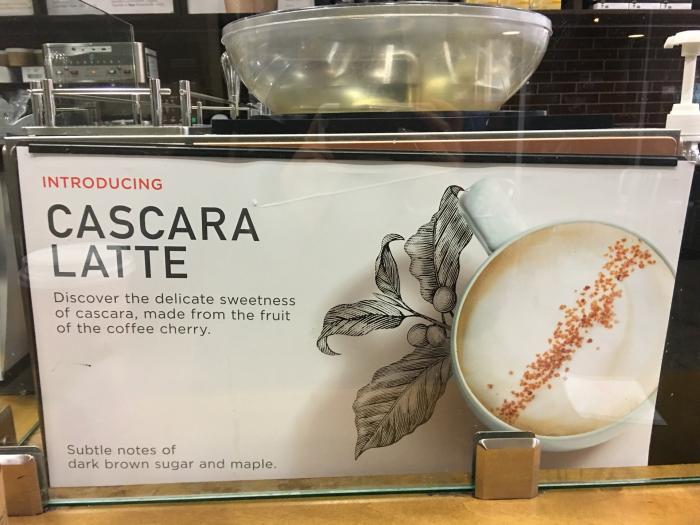 INTRODUCING
CASCARA
LATTE
Discover the delicate sweetness
of cascara, made from the fruit
of the coffee cherry.
Subtle notes of
dark brown sugar and maple.